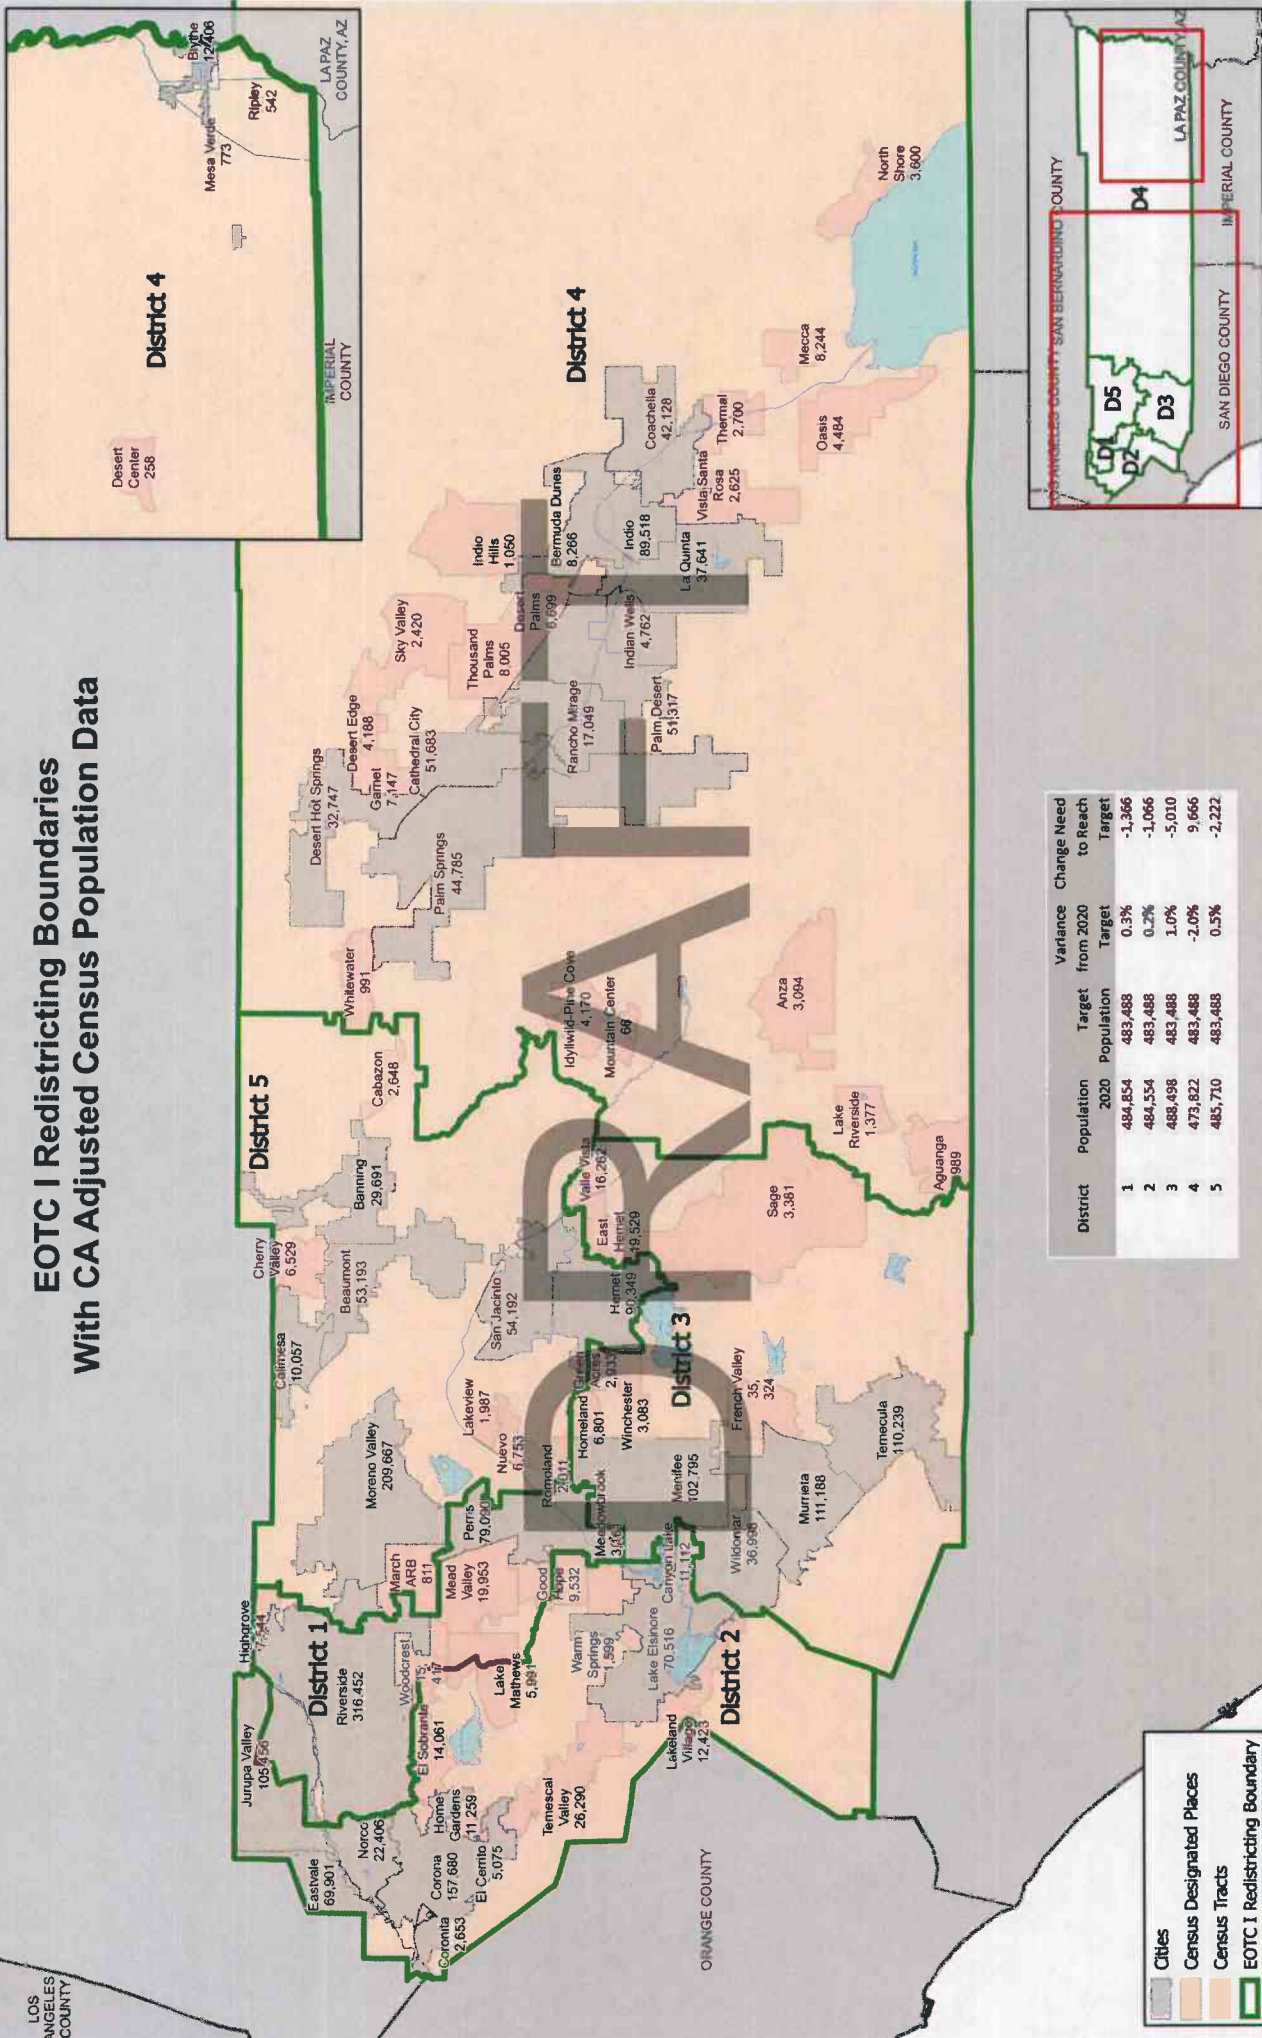 EOTC I Redistricting Boundaries
With CA Adjusted Census Population Data
LOS
ANGELES
COUNTY
ORANGE COUNTY
DRAFT
District 1
District 2
District 3
District 4
District 5
Jurupa Valley
105,456
Highgrove
7,544
Eastvale
69,901
Norco
22,406
Riverside
316,452
Woodcrest
15,
417
El Sobrante
14,061
Home
Gardens
11,259
Corona
157,680
El Cerrito
5,075
Coronita
2,653
Lake
Mathews
5,991
Temescal
Valley
26,290
Warm
Springs
1,599
Lake Elsinore
70,516
Lakeland
Village
12,423
March
ARB
811
Mead
Valley
19,953
Good
Hope
9,532
Meadowbrook
Canyon Lake
11,112
Wildomar
Perris
79,090
Moreno Valley
209,667
Lakeview
1,987
Nuevo
6,753
Romoland
2,011
Homeland
6,801
Green
Acres
Winchester
3,083
Menifee
102,795
Murrieta
111,188
French Valley
35,
324
Temecula
110,239
Calimesa
10,057
Cherry
Valley
6,529
Beaumont
53,193
Banning
29,691
Cabazon
2,648
San Jacinto
54,192
Hemet
90,349
East
Hemet
19,529
Valle Vista
16,262
Sage
3,381
Lake
Riverside
1,377
Aguanga
989
Anza
3,094
Idyllwild-Pine Cove
4,170
Mountain Center
66
Whitewater
991
Palm Springs
44,785
Desert Hot Springs
32,747
Desert Edge
4,188
Garnet
7,147
Cathedral City
51,683
Sky Valley
2,420
Thousand
Palms
8,005
Rancho Mirage
17,049
Palm Desert
51,317
Indian Wells
4,762
Desert
Palms
6,699
Indio
Hills
1,050
Bermuda Dunes
8,266
Indio
89,518
La Quinta
37,641
Coachella
42,128
Vista Santa
Rosa
2,625
Thermal
2,700
Oasis
4,484
Mecca
8,244
North
Shore
3,600
District 4
Desert
Center
258
Mesa Verde
773
Blythe
12,406
Ripley
542
IMPERIAL
COUNTY
LA PAZ
COUNTY, AZ
Cities
Census Designated Places
Census Tracts
EOTC I Redistricting Boundary
District Population 2020 Target Population Variance from 2020 Target Change Need to Reach Target
1 484,854 483,488 0.3% -1,366
2 484,554 483,488 0.2% -1,066
3 488,498 483,488 1.0% -5,010
4 473,822 483,488 -2.0% 9,666
5 485,710 483,488 0.5% -2,222
LOS ANGELES COUNTY
SAN BERNARDINO COUNTY
LA PAZ COUNTY, AZ
D1
D2
D3
D4
D5
SAN DIEGO COUNTY
IMPERIAL COUNTY